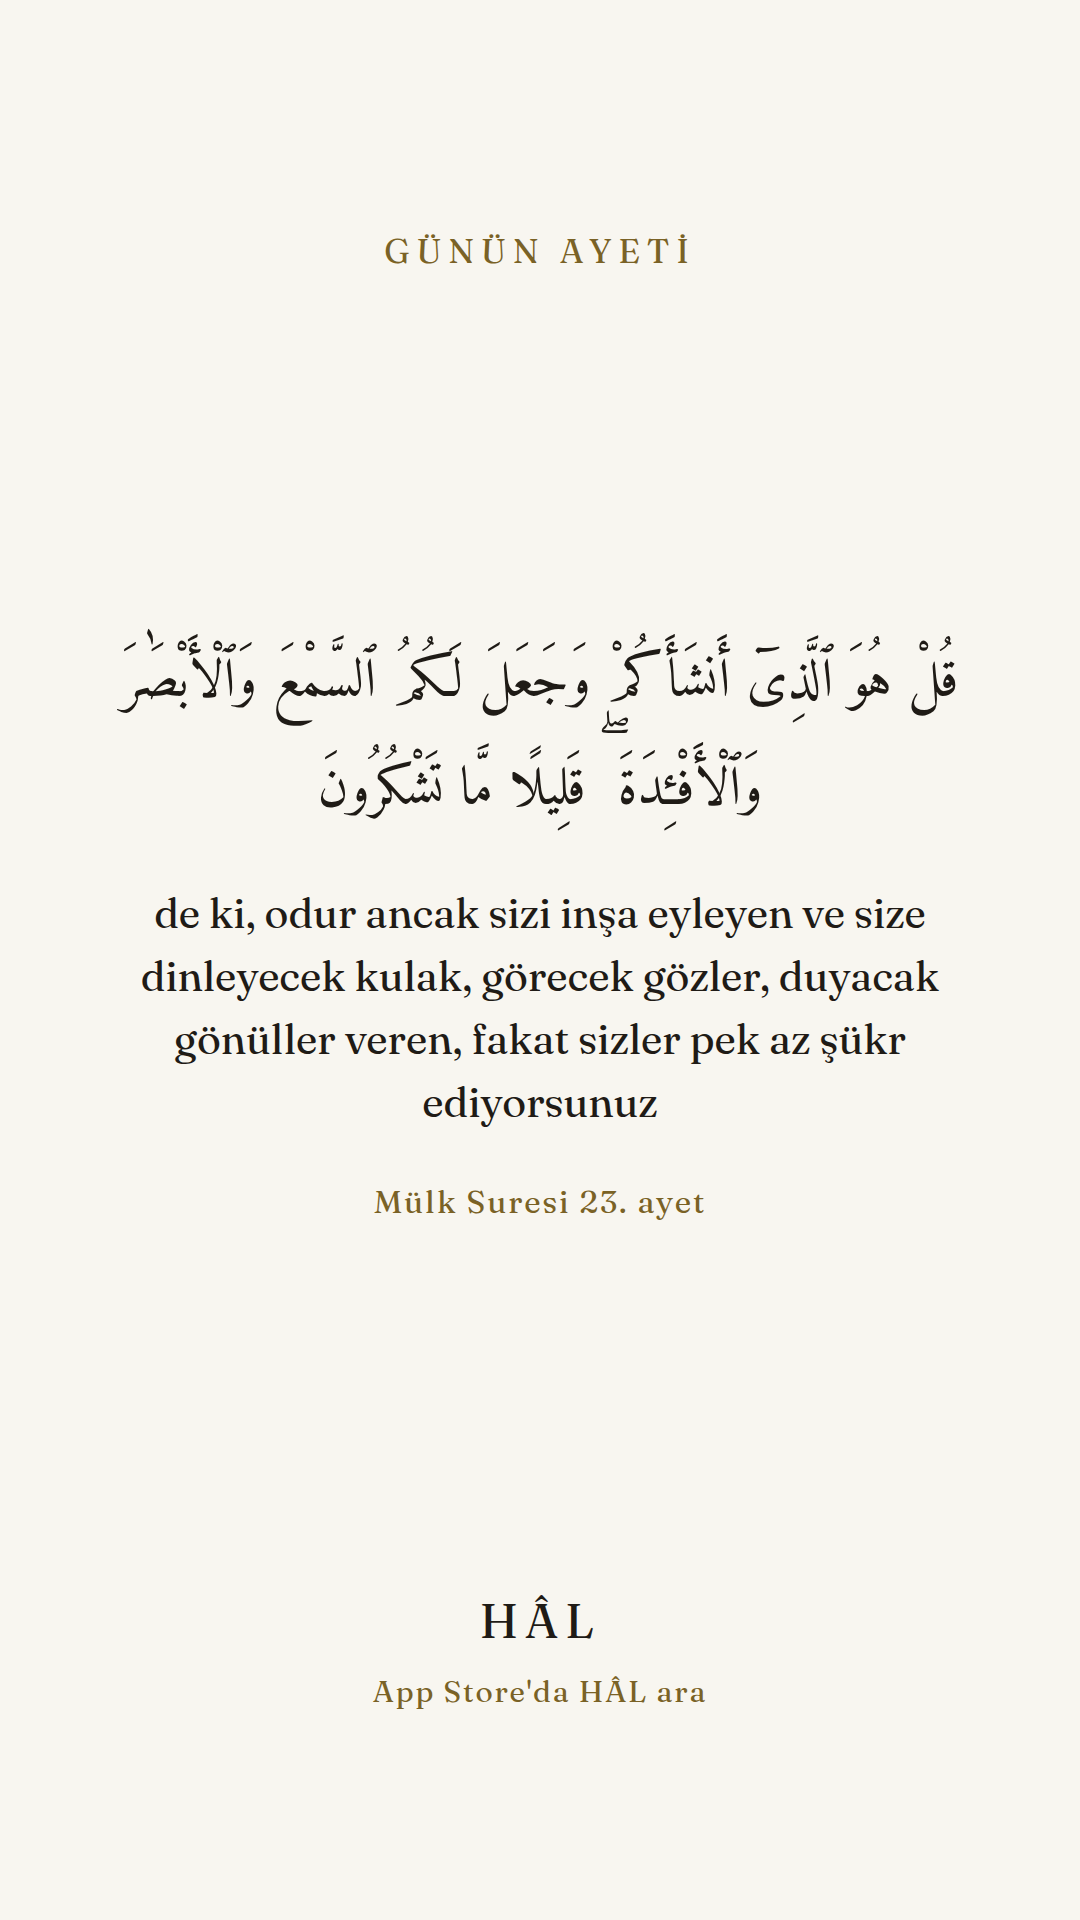 GÜNÜN AYETİ
قُلْ هُوَ ٱلَّذِىٓ أَنشَأَكُمْ وَجَعَلَ لَكُمُ ٱلسَّمْعَ وَٱلْأَبْصَٰرَ
وَٱلْأَفْـِٔدَةَ ۖ قَلِيلًا مَّا تَشْكُرُونَ
de ki, odur ancak sizi inşa eyleyen ve size
dinleyecek kulak, görecek gözler, duyacak
gönüller veren, fakat sizler pek az şükr
ediyorsunuz
Mülk Suresi 23. ayet
HÂL
App Store'da HÂL ara